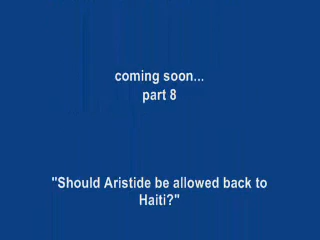 coming soon...
part 8
"Should Aristide be allowed back to
Haiti?"